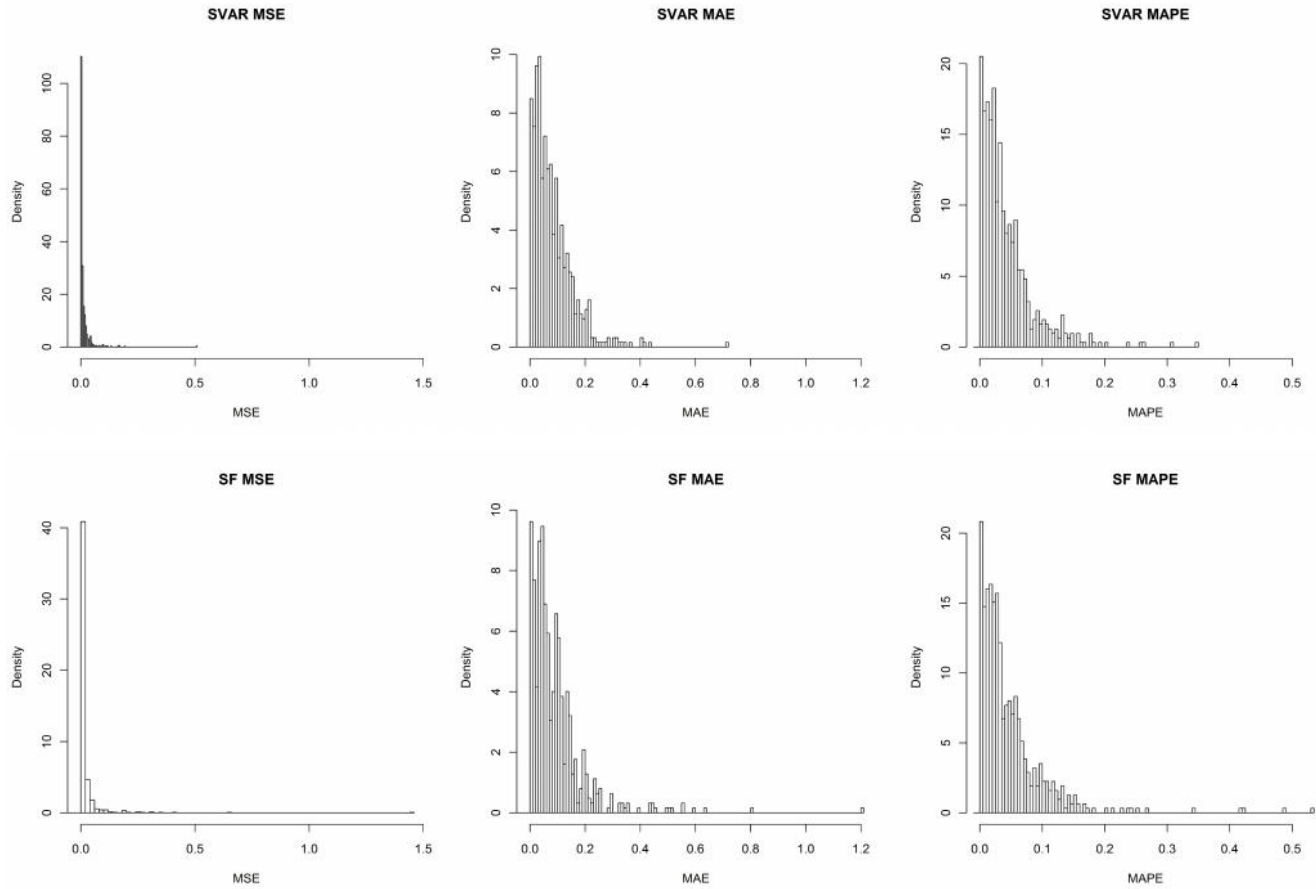 SVAR MSE
Density
0 20 40 60 80 100
0.0 0.5 1.0 1.5
MSE
SVAR MAE
Density
0 2 4 6 8 10
0.0 0.2 0.4 0.6 0.8 1.0 1.2
MAE
SVAR MAPE
Density
0 5 10 15 20
0.0 0.1 0.2 0.3 0.4 0.5
MAPE
SF MSE
Density
0 10 20 30 40
0.0 0.5 1.0 1.5
MSE
SF MAE
Density
0 2 4 6 8 10
0.0 0.2 0.4 0.6 0.8 1.0 1.2
MAE
SF MAPE
Density
0 5 10 15 20
0.0 0.1 0.2 0.3 0.4 0.5
MAPE